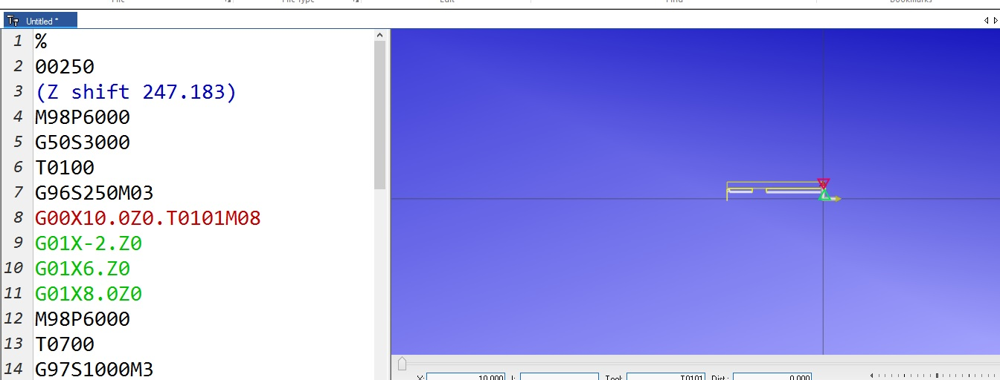 Untitled *
1 %
2 00250
3 (Z shift 247.183)
4 M98P6000
5 G50S3000
6 T0100
7 G96S250M03
8 G00X10.0Z0.T0101M08
9 G01X-2.Z0
10 G01X6.Z0
11 G01X8.0Z0
12 M98P6000
13 T0700
14 G97S1000M3
X: 10.000 I: Tool: T0101 Dist.: 0.000